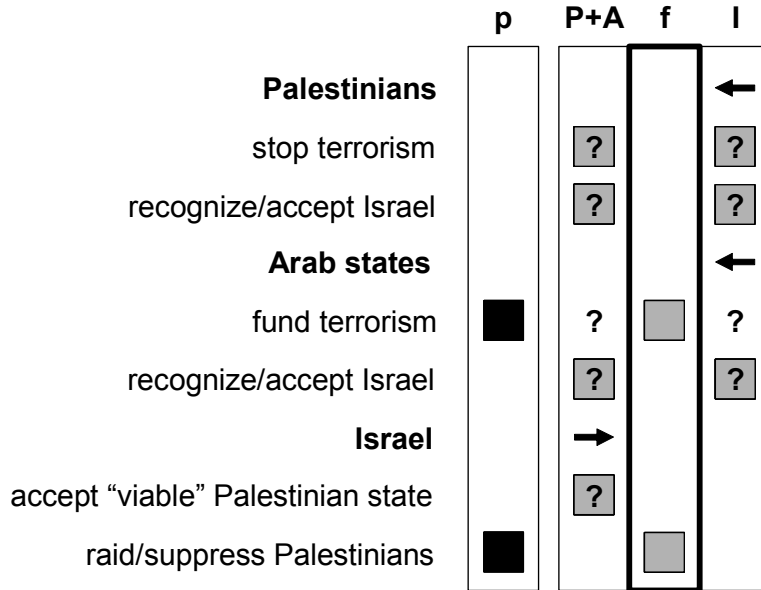 p P+A f I
Palestinians
stop terrorism ? ?
recognize/accept Israel ? ?
Arab states
fund terrorism ? ?
recognize/accept Israel ? ?
Israel
accept “viable” Palestinian state ?
raid/suppress Palestinians